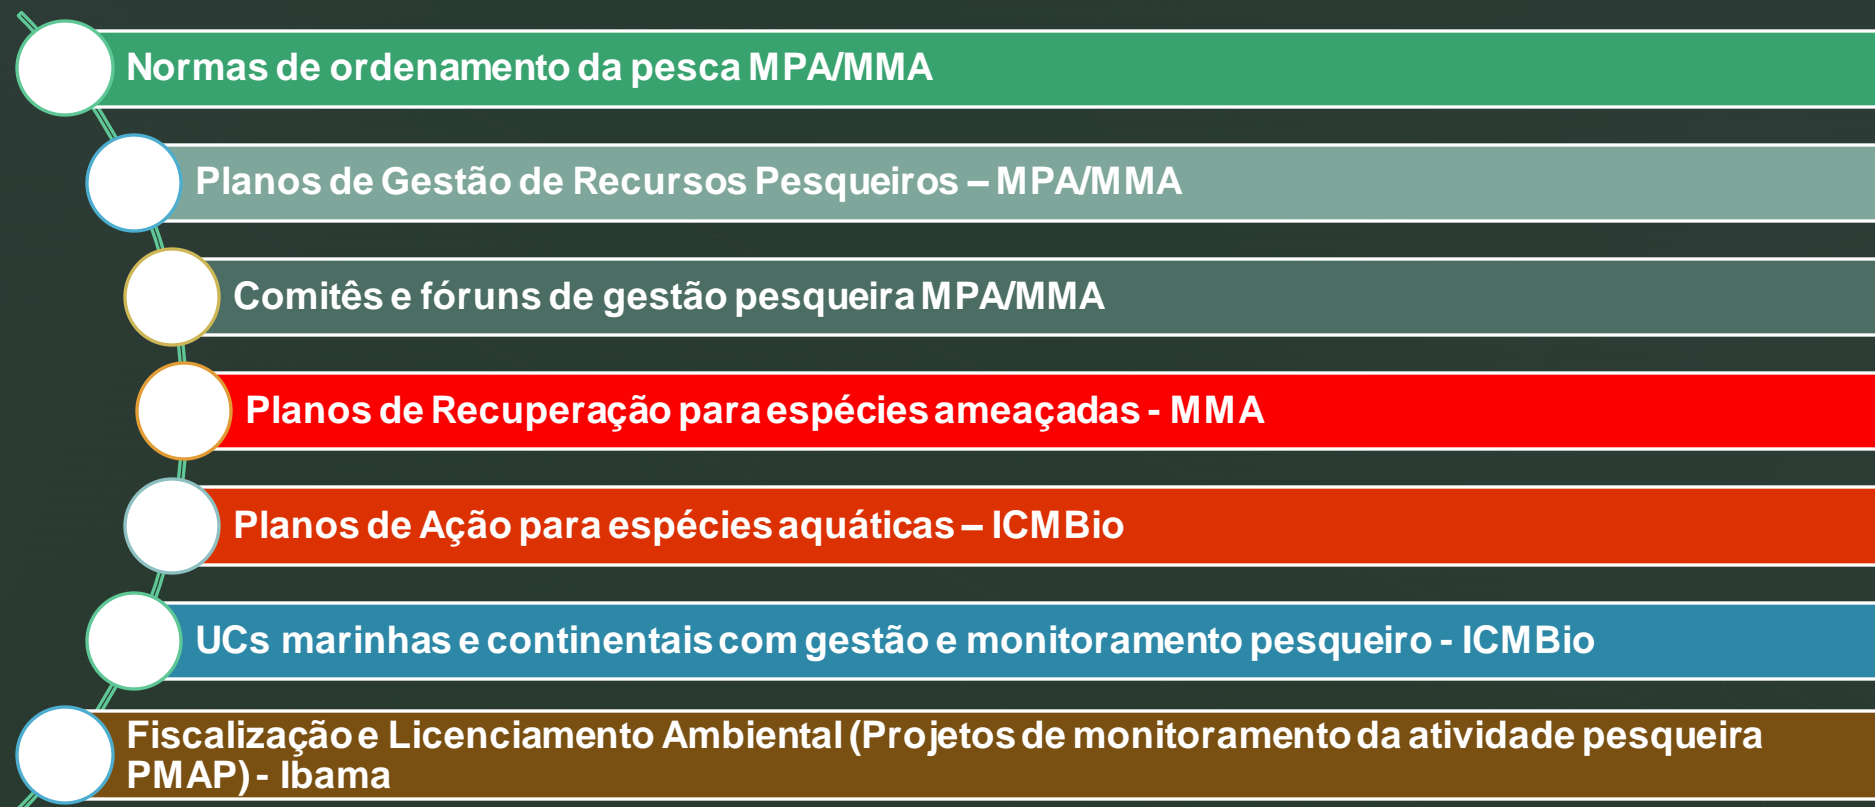 Normas de ordenamento da pesca MPA/MMA
Planos de Gestão de Recursos Pesqueiros – MPA/MMA
Comitês e fóruns de gestão pesqueira MPA/MMA
Planos de Recuperação para espécies ameaçadas - MMA
Planos de Ação para espécies aquáticas – ICMBio
UCs marinhas e continentais com gestão e monitoramento pesqueiro - ICMBio
Fiscalização e Licenciamento Ambiental (Projetos de monitoramento da atividade pesqueira
PMAP) - Ibama